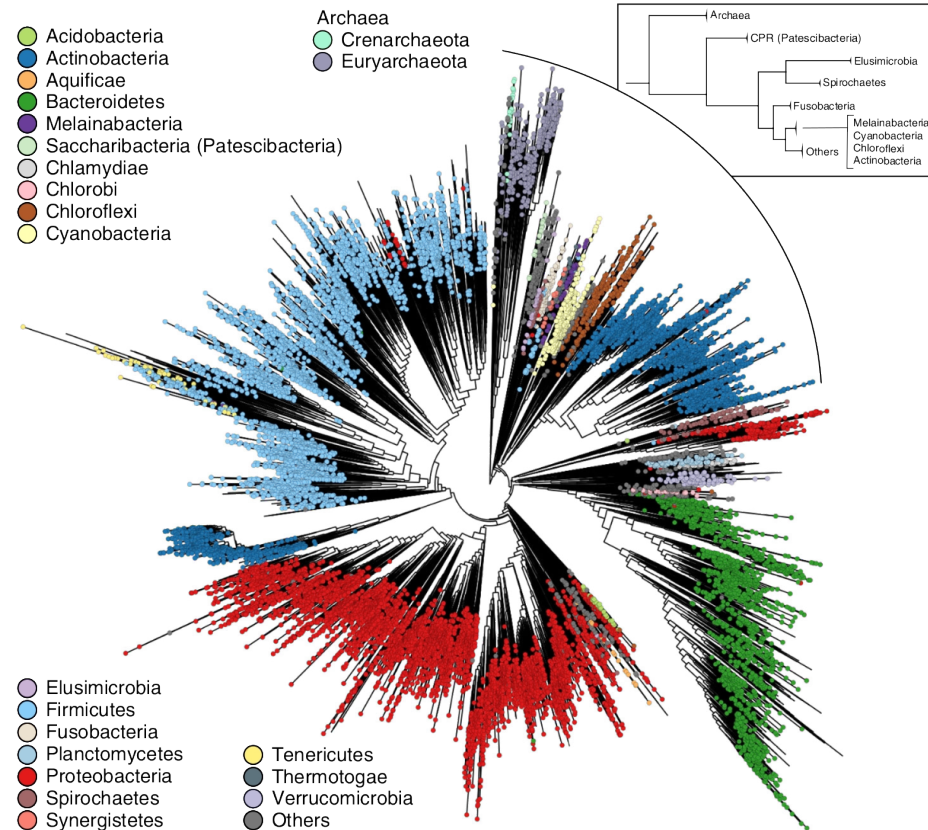 Acidobacteria
Actinobacteria
Aquificae
Bacteroidetes
Melainabacteria
Saccharibacteria (Patescibacteria)
Chlamydiae
Chlorobi
Chloroflexi
Cyanobacteria
Archaea
Crenarchaeota
Euryarchaeota
Archaea
CPR (Patescibacteria)
Elusimicrobia
Spirochaetes
Fusobacteria
Melainabacteria
Cyanobacteria
Others
Chloroflexi
Actinobacteria
Elusimicrobia
Firmicutes
Fusobacteria
Planctomycetes
Proteobacteria
Spirochaetes
Synergistetes
Tenericutes
Thermotogae
Verrucomicrobia
Others